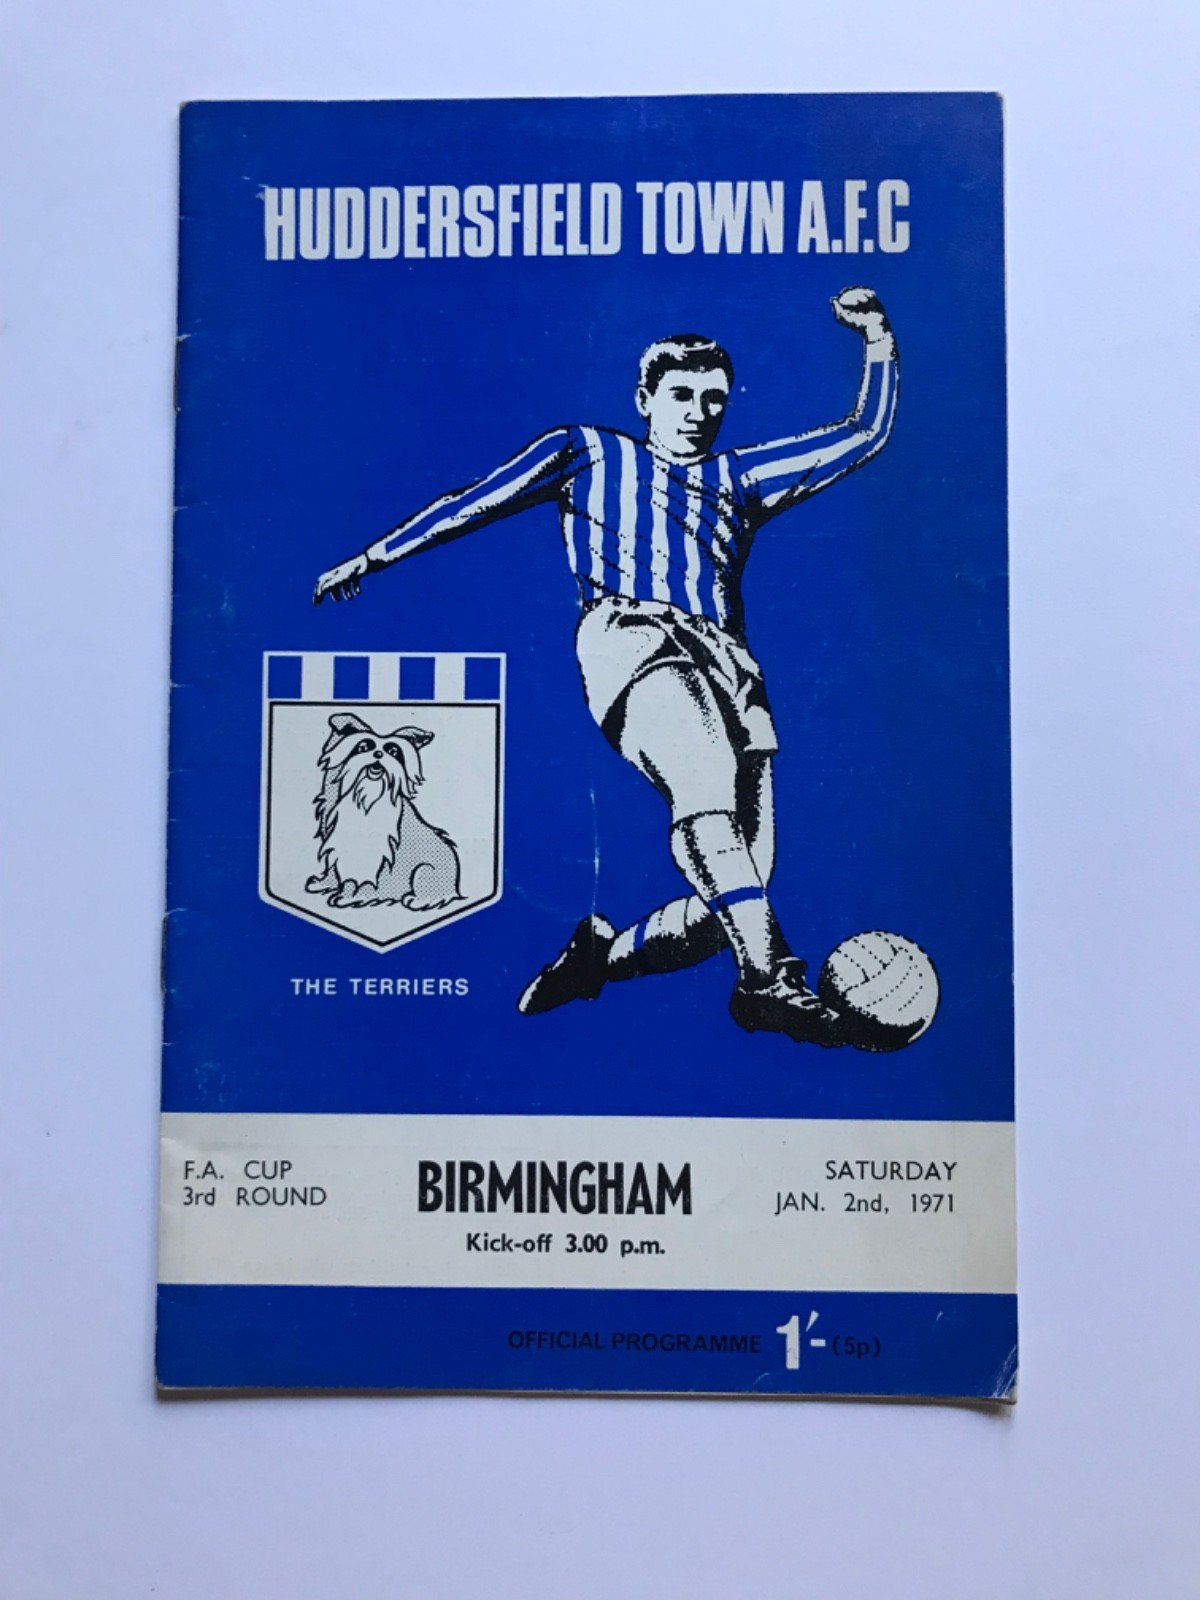 HUDDERSFIELD TOWN A.F.C
THE TERRIERS
F.A. CUP
3rd ROUND
BIRMINGHAM
Kick-off 3.00 p.m.
SATURDAY
JAN. 2nd, 1971
OFFICIAL PROGRAMME 1/- (5p)